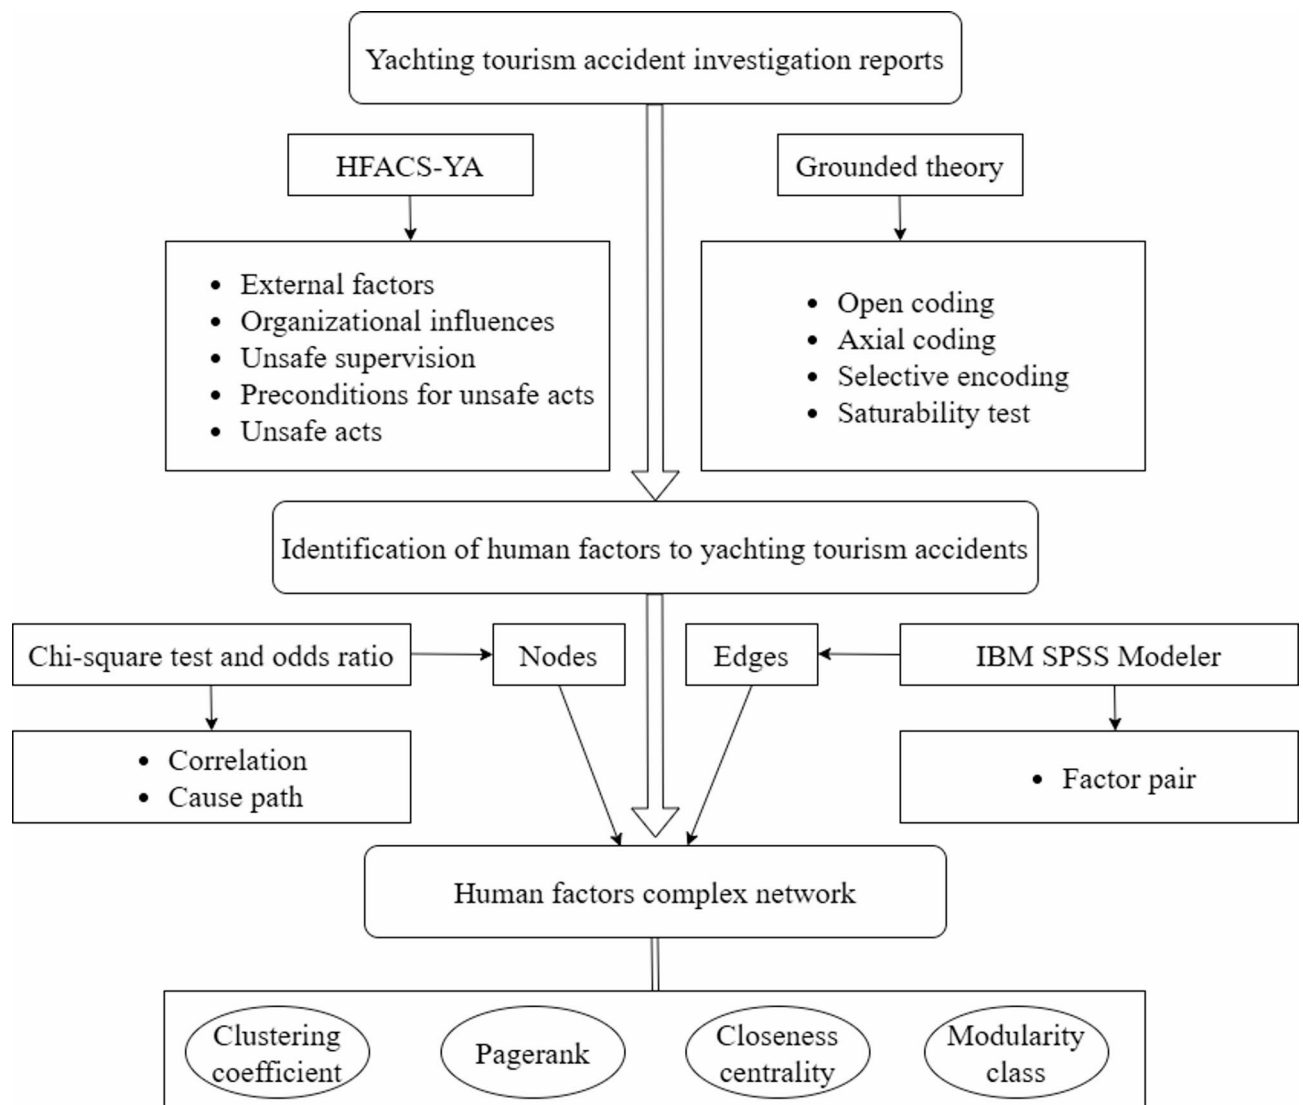 Yachting tourism accident investigation reports
HFACS-YA
Grounded theory
• External factors
• Organizational influences
• Unsafe supervision
• Preconditions for unsafe acts
• Unsafe acts
• Open coding
• Axial coding
• Selective encoding
• Saturability test
Identification of human factors to yachting tourism accidents
Chi-square test and odds ratio
Nodes
Edges
IBM SPSS Modeler
• Correlation
• Cause path
• Factor pair
Human factors complex network
Clustering
coefficient
Pagerank
Closeness
centrality
Modularity
class